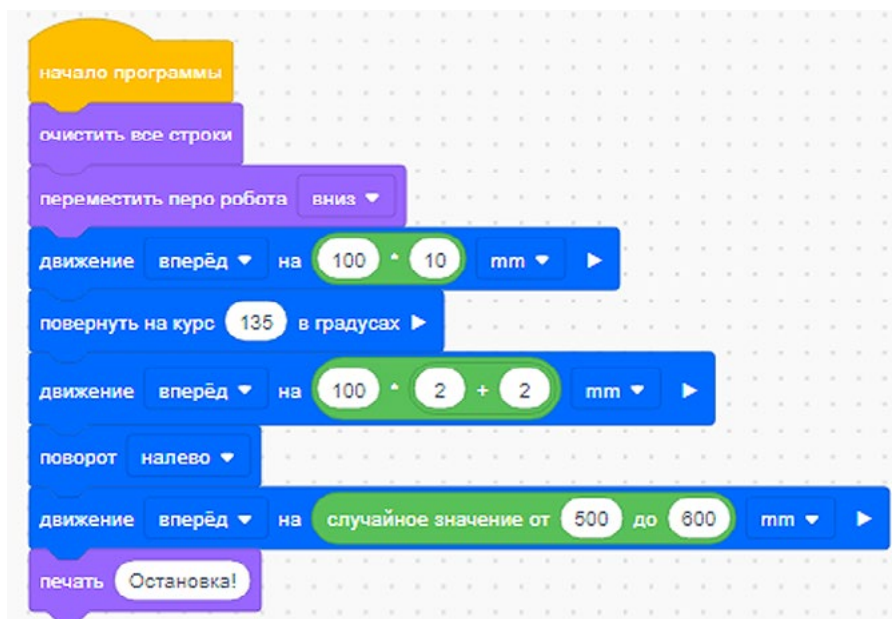 начало программы
очистить все строки
переместить перо робота вниз
движение вперёд на 100 * 10 mm
повернуть на курс 135 в градусах
движение вперёд на 100 * 2 + 2 mm
поворот налево
движение вперёд на случайное значение от 500 до 600 mm
печать Остановка!